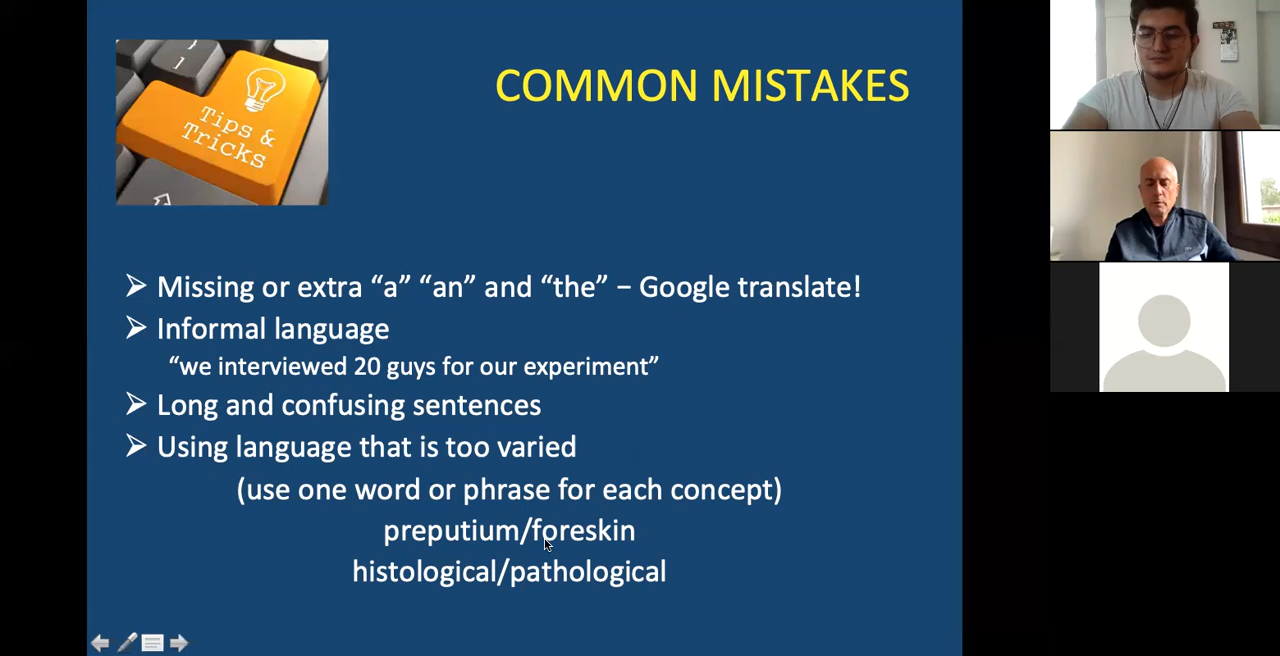 Tips &
Tricks
COMMON MISTAKES
Missing or extra “a” “an” and “the” – Google translate!
Informal language
“we interviewed 20 guys for our experiment”
Long and confusing sentences
Using language that is too varied
(use one word or phrase for each concept)
preputium/foreskin
histological/pathological